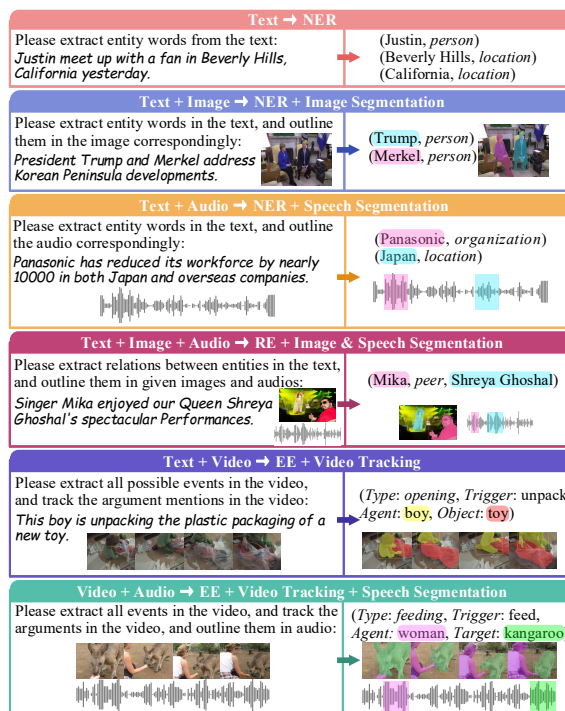 Text → NER
Please extract entity words from the text:
Justin meet up with a fan in Beverly Hills,
California yesterday.
(Justin, person)
(Beverly Hills, location)
(California, location)
Text + Image → NER + Image Segmentation
Please extract entity words in the text, and outline
them in the image correspondingly:
President Trump and Merkel address
Korean Peninsula developments.
(Trump, person)
(Merkel, person)
Text + Audio → NER + Speech Segmentation
Please extract entity words in the text, and outline
the audio correspondingly:
Panasonic has reduced its workforce by nearly
10000 in both Japan and overseas companies.
(Panasonic, organization)
(Japan, location)
Text + Image + Audio → RE + Image & Speech Segmentation
Please extract relations between entities in the text,
and outline them in given images and audios:
Singer Mika enjoyed our Queen Shreya
Ghoshal's spectacular Performances.
(Mika, peer, Shreya Ghoshal)
Text + Video → EE + Video Tracking
Please extract all possible events in the video,
and track the argument mentions in the video:
This boy is unpacking the plastic packaging of a
new toy.
(Type: opening, Trigger: unpack
Agent: boy, Object: toy)
Video + Audio → EE + Video Tracking + Speech Segmentation
Please extract all events in the video, and track the
arguments in the video, and outline them in audio:
(Type: feeding, Trigger: feed,
Agent: woman, Target: kangaroo